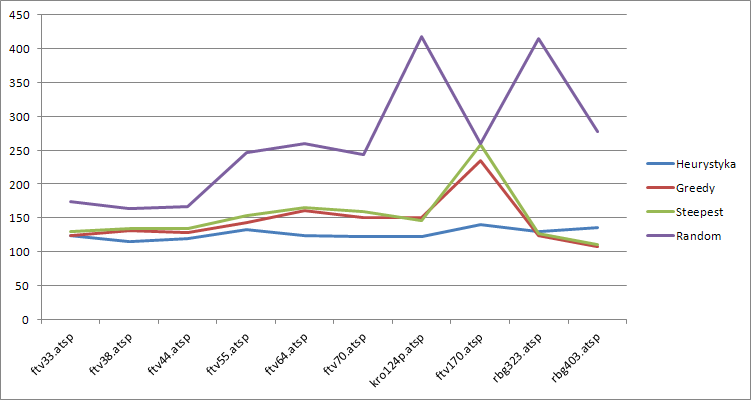 450
400
350
300
250
200
150
100
50
0
ftv33.atsp
ftv38.atsp
ftv44.atsp
ftv55.atsp
ftv64.atsp
ftv70.atsp
kro124p.atsp
ftv170.atsp
rbg323.atsp
rbg403.atsp
Heurystyka
Greedy
Steepest
Random